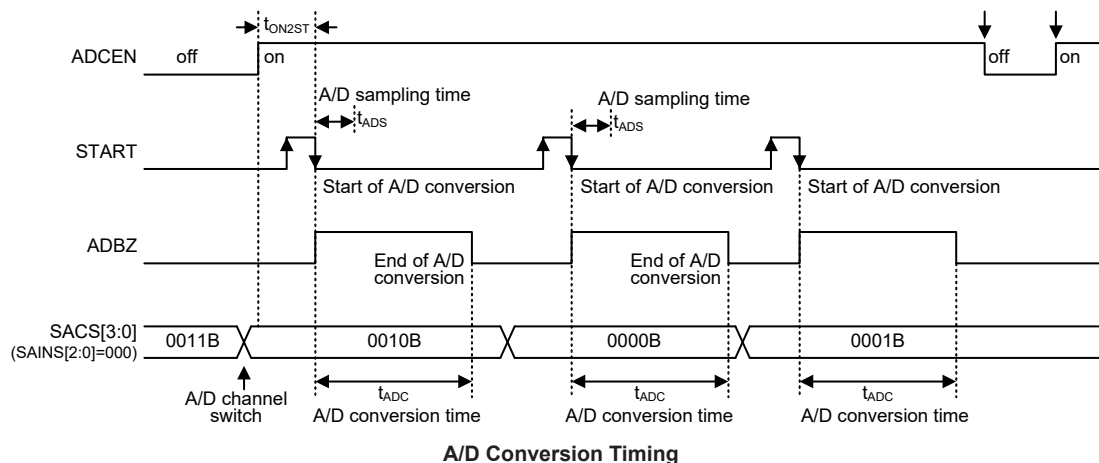 tON2ST
ADCEN off on off on
A/D sampling time A/D sampling time
tADS tADS
START
Start of A/D conversion Start of A/D conversion Start of A/D conversion
ADBZ
End of A/D conversion End of A/D conversion
SACS[3:0]
(SAINS[2:0]=000)
0011B 0010B 0000B 0001B
A/D channel switch
tADC tADC tADC
A/D conversion time A/D conversion time A/D conversion time
A/D Conversion Timing